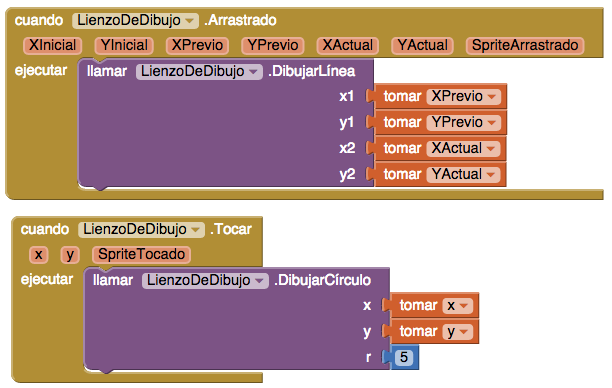 cuando LienzoDeDibujo .Arrastrado
XInicial YInicial XPrevio YPrevio XActual YActual SpriteArrastrado
ejecutar llamar LienzoDeDibujo .DibujarLínea
x1 tomar XPrevio
y1 tomar YPrevio
x2 tomar XActual
y2 tomar YActual
cuando LienzoDeDibujo .Tocar
x y SpriteTocado
ejecutar llamar LienzoDeDibujo .DibujarCírculo
x tomar x
y tomar y
r 5